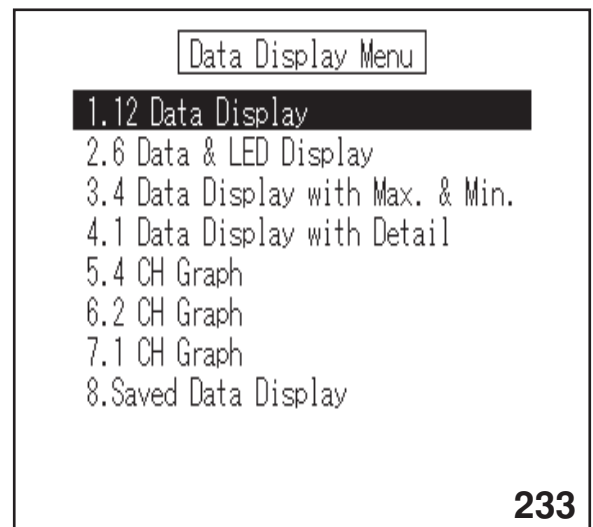 Data Display Menu
1.12 Data Display
2.6 Data & LED Display
3.4 Data Display with Max. & Min.
4.1 Data Display with Detail
5.4 CH Graph
6.2 CH Graph
7.1 CH Graph
8.Saved Data Display
233